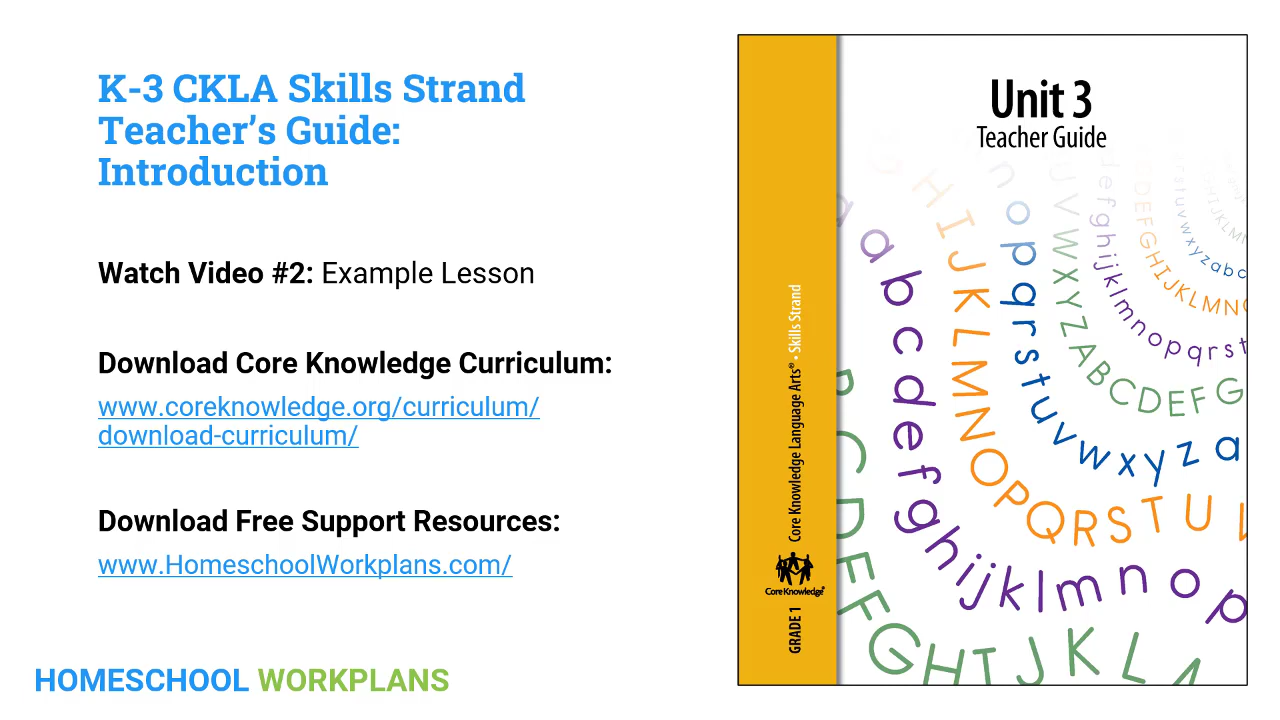 K-3 CKLA Skills Strand
Teacher’s Guide:
Introduction
Watch Video #2: Example Lesson
Download Core Knowledge Curriculum:
www.coreknowledge.org/curriculum/
download-curriculum/
Download Free Support Resources:
www.HomeschoolWorkplans.com/
HOMESCHOOL WORKPLANS
Unit 3
Teacher Guide
GRADE 1
CoreKnowledge®
Core Knowledge Language Arts® • Skills Strand
B C D E F G H I J K L
a b c d e f g h i j k l m n o p
H I J K L M N O P Q R S T U
n o p q r s t u v w x y z a
U V W X Y Z A B C D E F G
d e f g h i j k l m n o p q r s t
C D E F G H I J K L M N O
r s t u v w x y z a b c